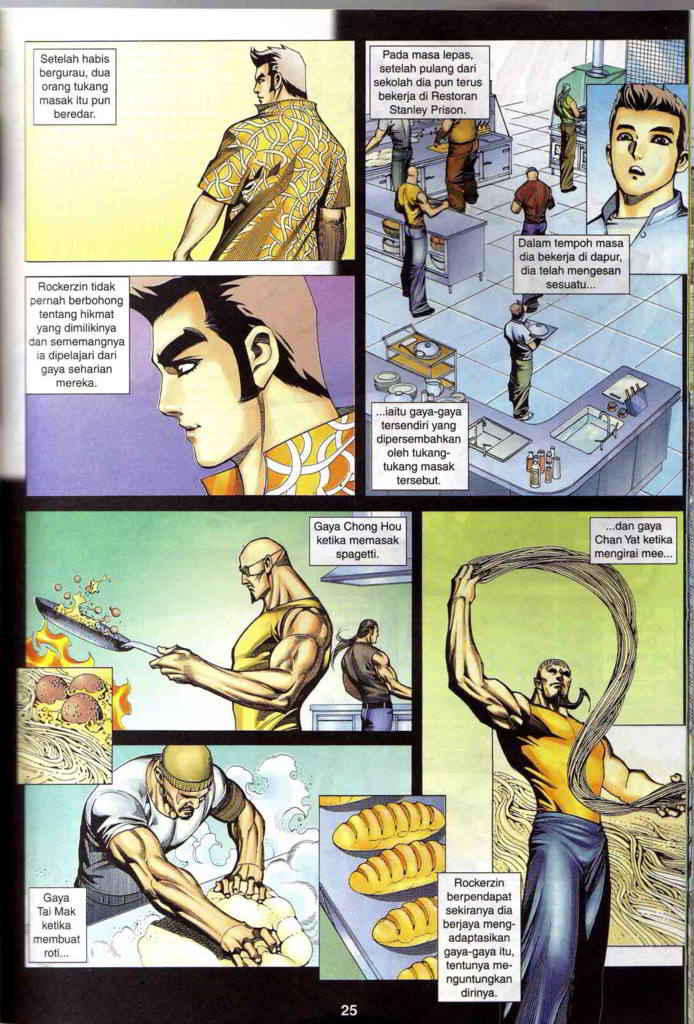 Setelah habis
bergurau, dua
orang tukang
masak itu pun
beredar.
Pada masa lepas,
setelah pulang dari
sekolah dia pun terus
bekerja di Restoran
Stanley Prison.
Dalam tempoh masa
dia bekerja di dapur,
dia telah mengesan
sesuatu...
Rockerzin tidak
pernah berbohong
tentang hikmat
yang dimilikinya
dan sememangnya
ia dipelajari dari
gaya seharian
mereka.
...iaitu gaya-gaya
tersendiri yang
dipersembahkan
oleh tukang-
tukang masak
tersebut.
Gaya Chong Hou
ketika memasak
spagetti.
...dan gaya
Chan Yat ketika
mengirai mee...
Gaya
Tai Mak
ketika
membuat
roti...
Rockerzin
berpendapat
sekiranya dia
berjaya meng-
adaptasikan
gaya-gaya itu,
tentunya me-
nguntungkan
dirinya.
25